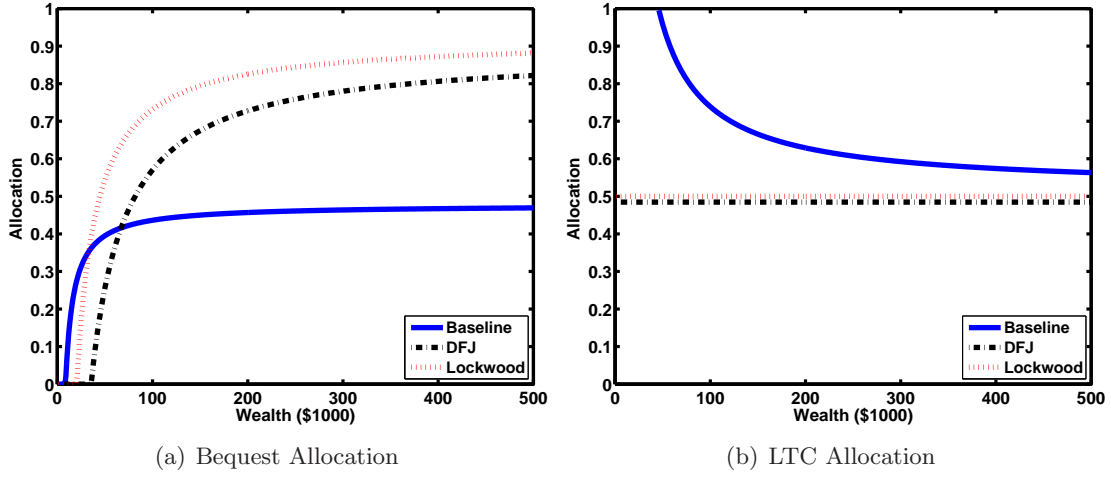 1
0.9
0.8
0.7
0.6
0.5
0.4
0.3
0.2
0.1
0
Allocation
0 100 200 300 400 500
Wealth ($1000)
Baseline
DFJ
Lockwood
(a) Bequest Allocation
1
0.9
0.8
0.7
0.6
0.5
0.4
0.3
0.2
0.1
0
Allocation
0 100 200 300 400 500
Wealth ($1000)
Baseline
DFJ
Lockwood
(b) LTC Allocation